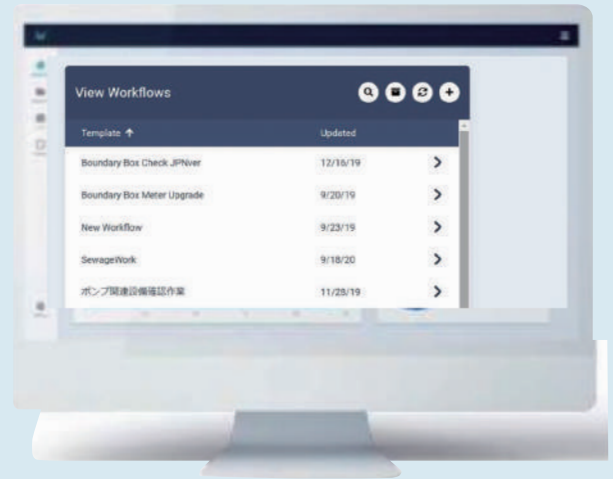 View Workflows
Template ↑ Updated
Boundary Box Check JPNver 12/16/19
Boundary Box Meter Upgrade 9/20/19
New Workflow 9/23/19
SewageWork 9/18/20
ポンプ関連設備確認作業 11/28/19